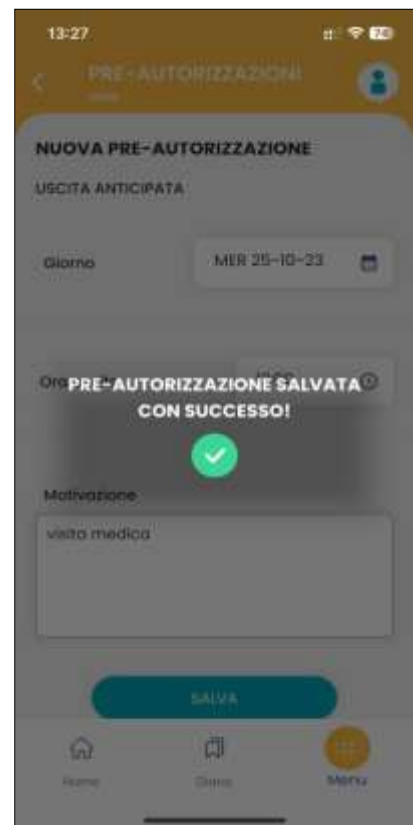 13:27
PRE-AUTORIZZAZIONI
NUOVA PRE-AUTORIZZAZIONE
USCITA ANTICIPATA
Giorno
MER 25-10-23
PRE-AUTORIZZAZIONE SALVATA
CON SUCCESSO!
Motivazione
visita medica
SALVA
Home
Diario
Menu